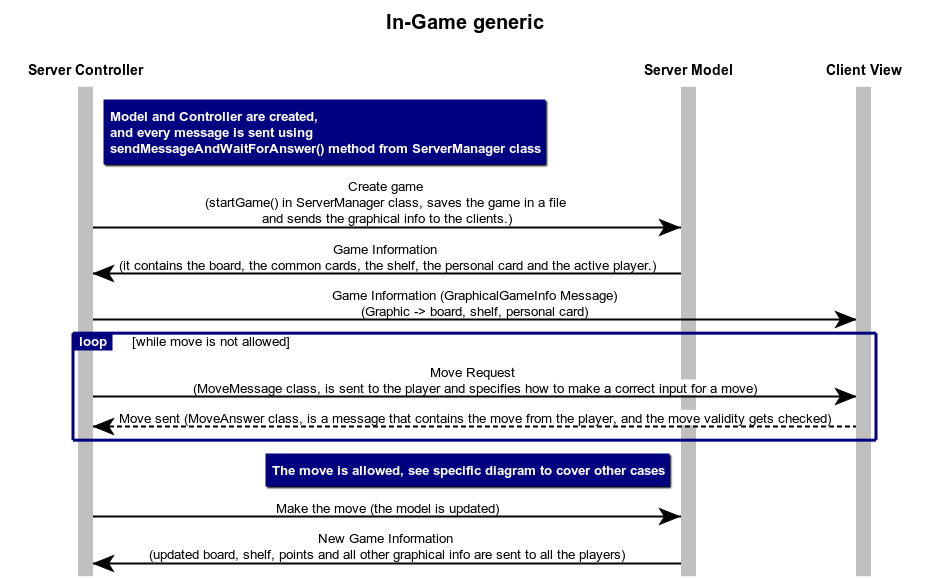 In-Game generic
Server Controller
Server Model
Client View
Model and Controller are created,
and every message is sent using
sendMessageAndWaitForAnswer() method from ServerManager class
Create game
(startGame() in ServerManager class, saves the game in a file
and sends the graphical info to the clients.)
Game Information
(it contains the board, the common cards, the shelf, the personal card and the active player.)
Game Information (GraphicalGameInfo Message)
(Graphic -> board, shelf, personal card)
loop
[while move is not allowed]
Move Request
(MoveMessage class, is sent to the player and specifies how to make a correct input for a move)
Move sent (MoveAnswer class, is a message that contains the move from the player, and the move validity gets checked)
The move is allowed, see specific diagram to cover other cases
Make the move (the model is updated)
New Game Information
(updated board, shelf, points and all other graphical info are sent to all the players)